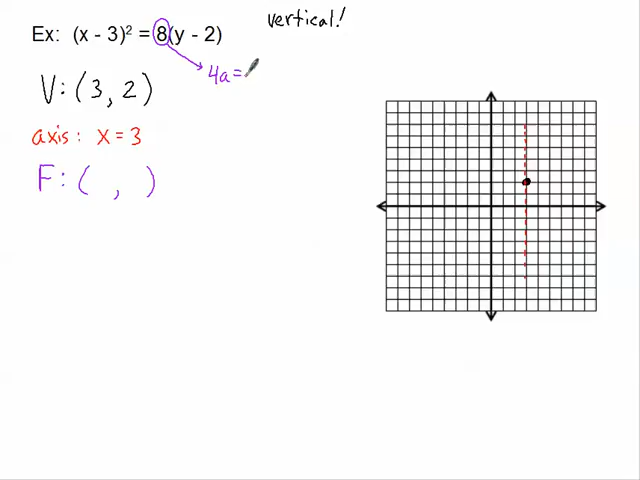 vertical!
Ex: (x - 3)² = 8(y - 2)
4a=
V: (3, 2)
axis: x = 3
F: ( , )